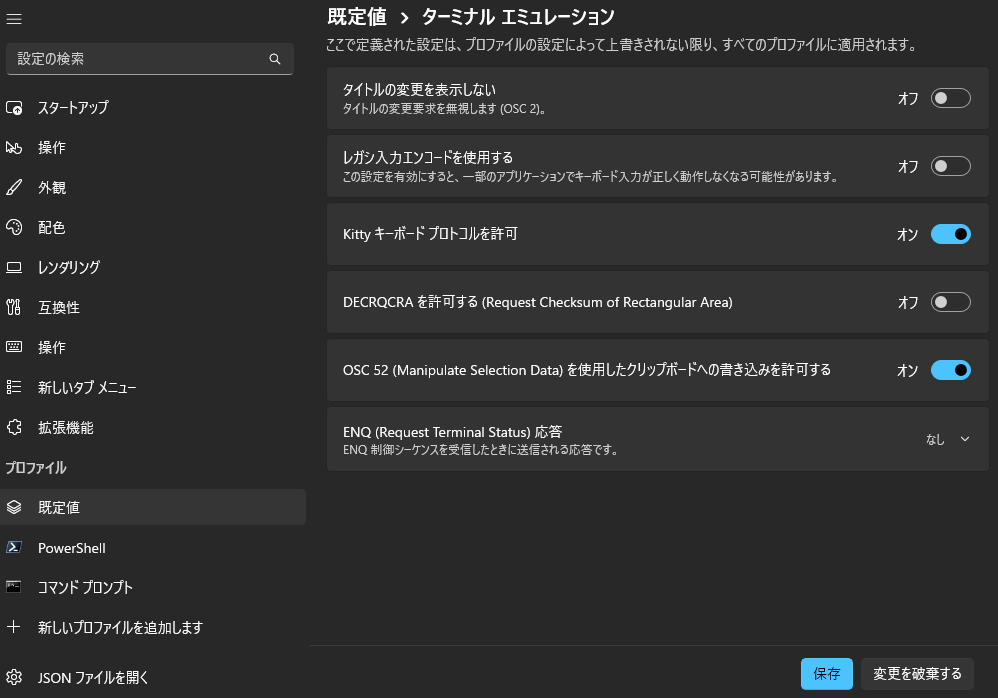 既定値 › ターミナル エミュレーション
ここで定義された設定は、プロファイルの設定によって上書きされない限り、すべてのプロファイルに適用されます。
設定の検索
スタートアップ
操作
外観
配色
レンダリング
互換性
操作
新しいタブ メニュー
拡張機能
プロファイル
既定値
PowerShell
コマンド プロンプト
新しいプロファイルを追加します
JSON ファイルを開く
タイトルの変更を表示しない
タイトルの変更要求を無視します (OSC 2)。
オフ
レガシ入力エンコードを使用する
この設定を有効にすると、一部のアプリケーションでキーボード入力が正しく動作しなくなる可能性があります。
オフ
Kitty キーボード プロトコルを許可
オン
DECRQCRA を許可する (Request Checksum of Rectangular Area)
オフ
OSC 52 (Manipulate Selection Data) を使用したクリップボードへの書き込みを許可する
オン
ENQ (Request Terminal Status) 応答
ENQ 制御シーケンスを受信したときに送信される応答です。
なし
保存
変更を破棄する